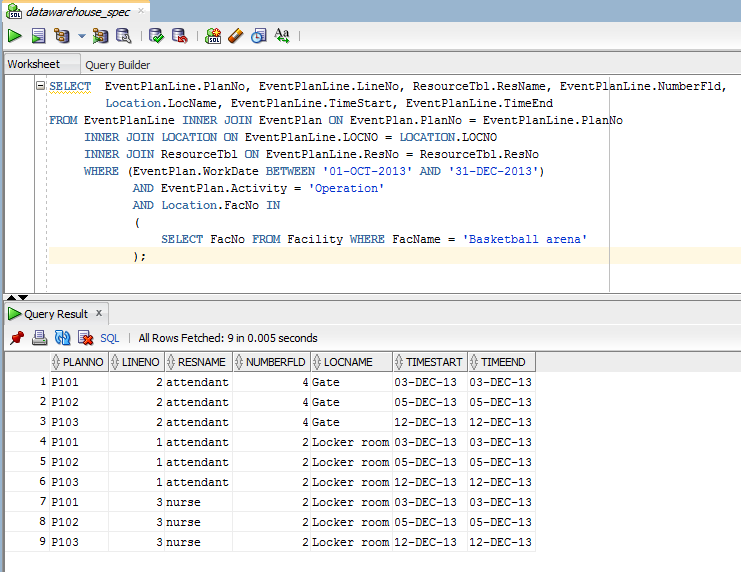 datawarehouse_spec
Worksheet Query Builder
SELECT EventPlanLine.PlanNo, EventPlanLine.LineNo, ResourceTbl.ResName, EventPlanLine.NumberFld,
Location.LocName, EventPlanLine.TimeStart, EventPlanLine.TimeEnd
FROM EventPlanLine INNER JOIN EventPlan ON EventPlan.PlanNo = EventPlanLine.PlanNo
INNER JOIN LOCATION ON EventPlanLine.LOCNO = LOCATION.LOCNO
INNER JOIN ResourceTbl ON EventPlanLine.ResNo = ResourceTbl.ResNo
WHERE (EventPlan.WorkDate BETWEEN '01-OCT-2013' AND '31-DEC-2013')
AND EventPlan.Activity = 'Operation'
AND Location.FacNo IN
(
SELECT FacNo FROM Facility WHERE FacName = 'Basketball arena'
);
Query Result x
SQL | All Rows Fetched: 9 in 0.005 seconds
PLANNO LINENO RESNAME NUMBERFLD LOCNAME TIMESTART TIMEEND
1 P101 2 attendant 4 Gate 03-DEC-13 03-DEC-13
2 P102 2 attendant 4 Gate 05-DEC-13 05-DEC-13
3 P103 2 attendant 4 Gate 12-DEC-13 12-DEC-13
4 P101 1 attendant 2 Locker room 03-DEC-13 03-DEC-13
5 P102 1 attendant 2 Locker room 05-DEC-13 05-DEC-13
6 P103 1 attendant 2 Locker room 12-DEC-13 12-DEC-13
7 P101 3 nurse 2 Locker room 03-DEC-13 03-DEC-13
8 P102 3 nurse 2 Locker room 05-DEC-13 05-DEC-13
9 P103 3 nurse 2 Locker room 12-DEC-13 12-DEC-13